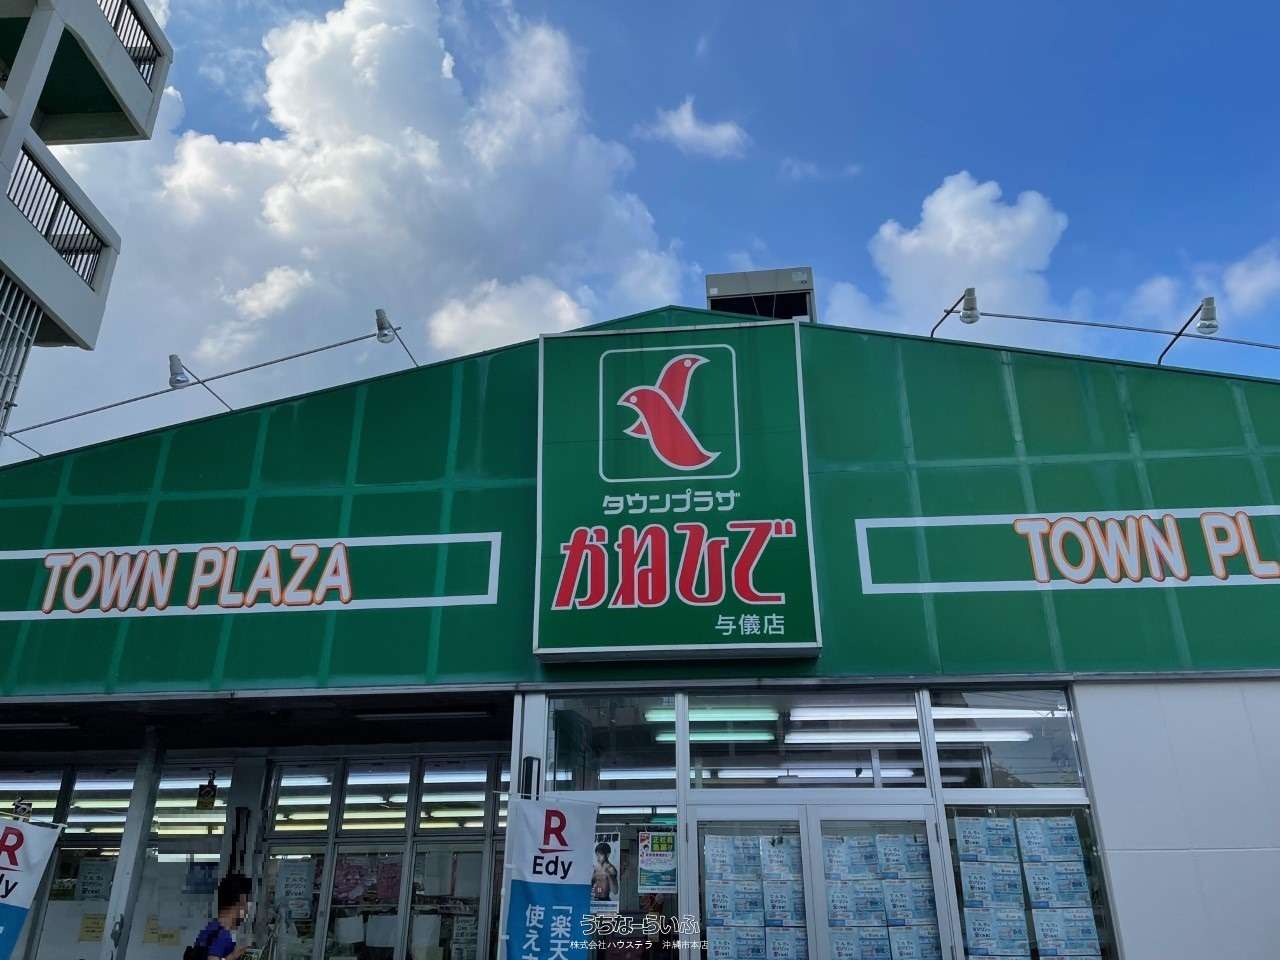 タウンプラザ
かねひで
与儀店
TOWN PLAZA
TOWN PL
R
Edy
「楽天
使えま
R
dy
うちなーらいふ
株式会社ハウステラ 沖縄市本店